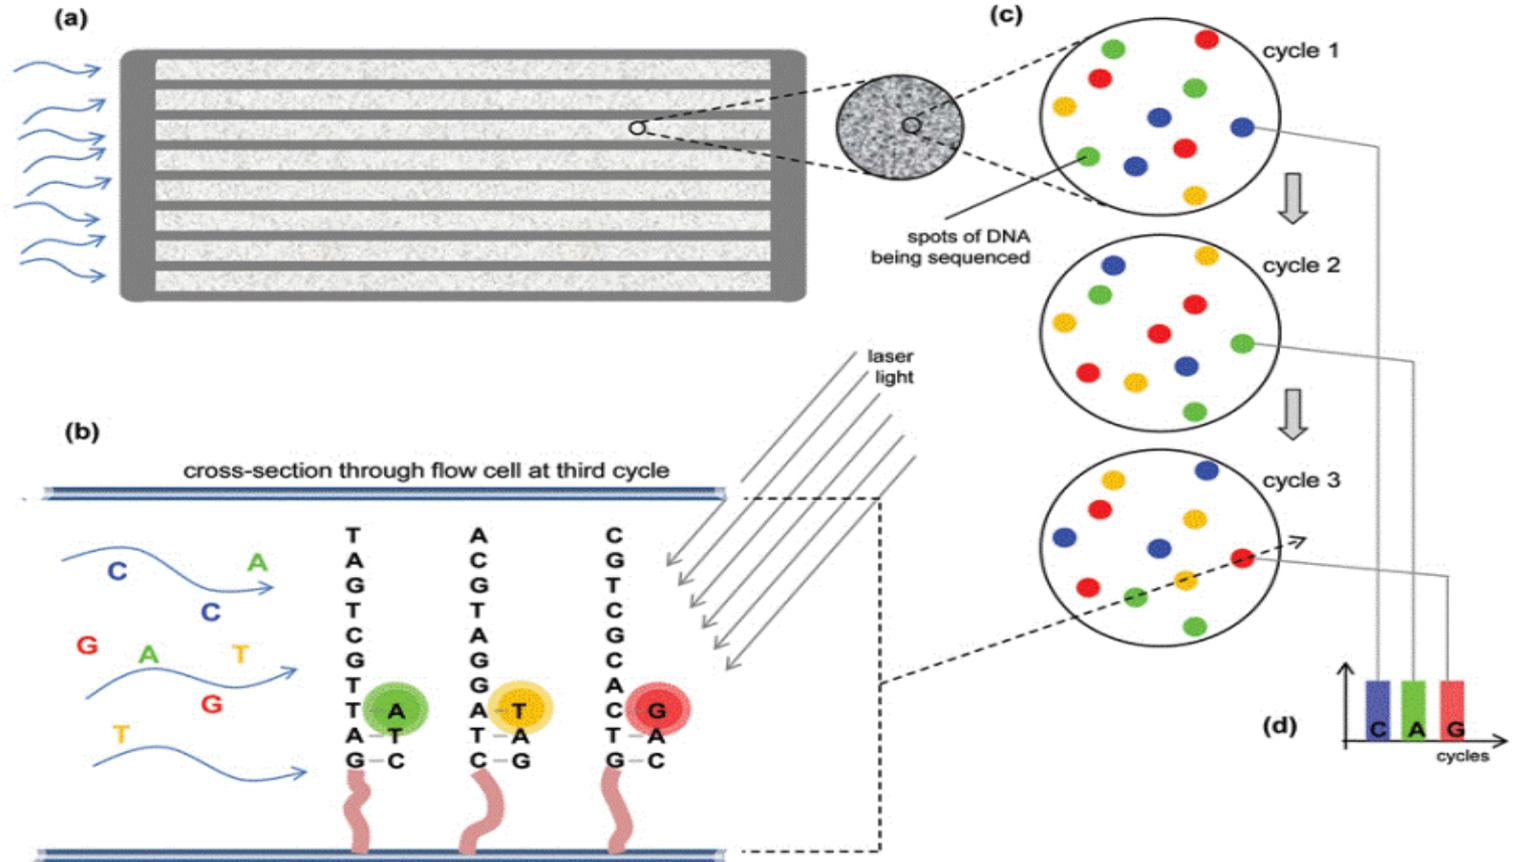 (a)
(c)
cycle 1
spots of DNA
being sequenced
cycle 2
laser
light
(b)
cross-section through flow cell at third cycle
cycle 3
T A C
A C G
C A G G T
G T C
C T T C
C A G
G A T G G C
T G A
G T A T A T C G
T A T T A T A
G C C G G C
(d)
C A G
cycles